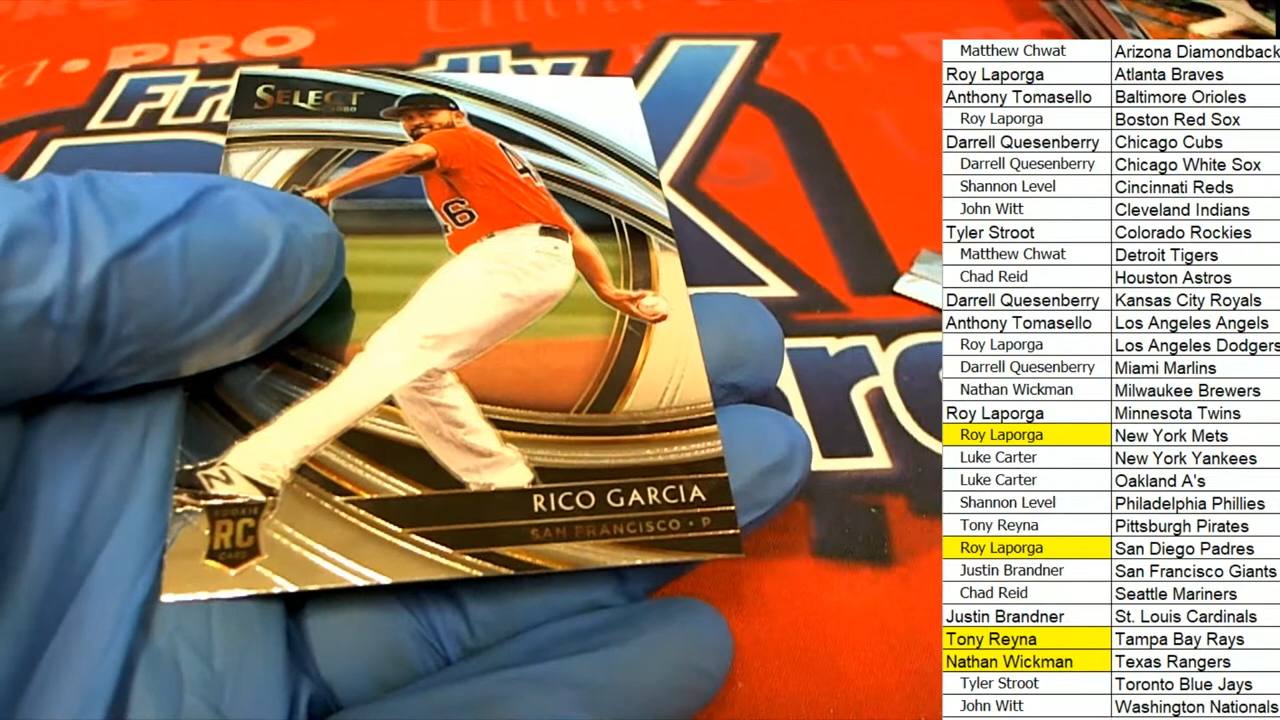 PRO
SELECT
46
ROOKIE
RC
CARD
RICO GARCIA
SAN FRANCISCO • P
Matthew Chwat Arizona Diamondback
Roy Laporga Atlanta Braves
Anthony Tomasello Baltimore Orioles
Roy Laporga Boston Red Sox
Darrell Quesenberry Chicago Cubs
Darrell Quesenberry Chicago White Sox
Shannon Level Cincinnati Reds
John Witt Cleveland Indians
Tyler Stroot Colorado Rockies
Matthew Chwat Detroit Tigers
Chad Reid Houston Astros
Darrell Quesenberry Kansas City Royals
Anthony Tomasello Los Angeles Angels
Roy Laporga Los Angeles Dodgers
Darrell Quesenberry Miami Marlins
Nathan Wickman Milwaukee Brewers
Roy Laporga Minnesota Twins
Roy Laporga New York Mets
Luke Carter New York Yankees
Luke Carter Oakland A's
Shannon Level Philadelphia Phillies
Tony Reyna Pittsburgh Pirates
Roy Laporga San Diego Padres
Justin Brandner San Francisco Giants
Chad Reid Seattle Mariners
Justin Brandner St. Louis Cardinals
Tony Reyna Tampa Bay Rays
Nathan Wickman Texas Rangers
Tyler Stroot Toronto Blue Jays
John Witt Washington Nationals